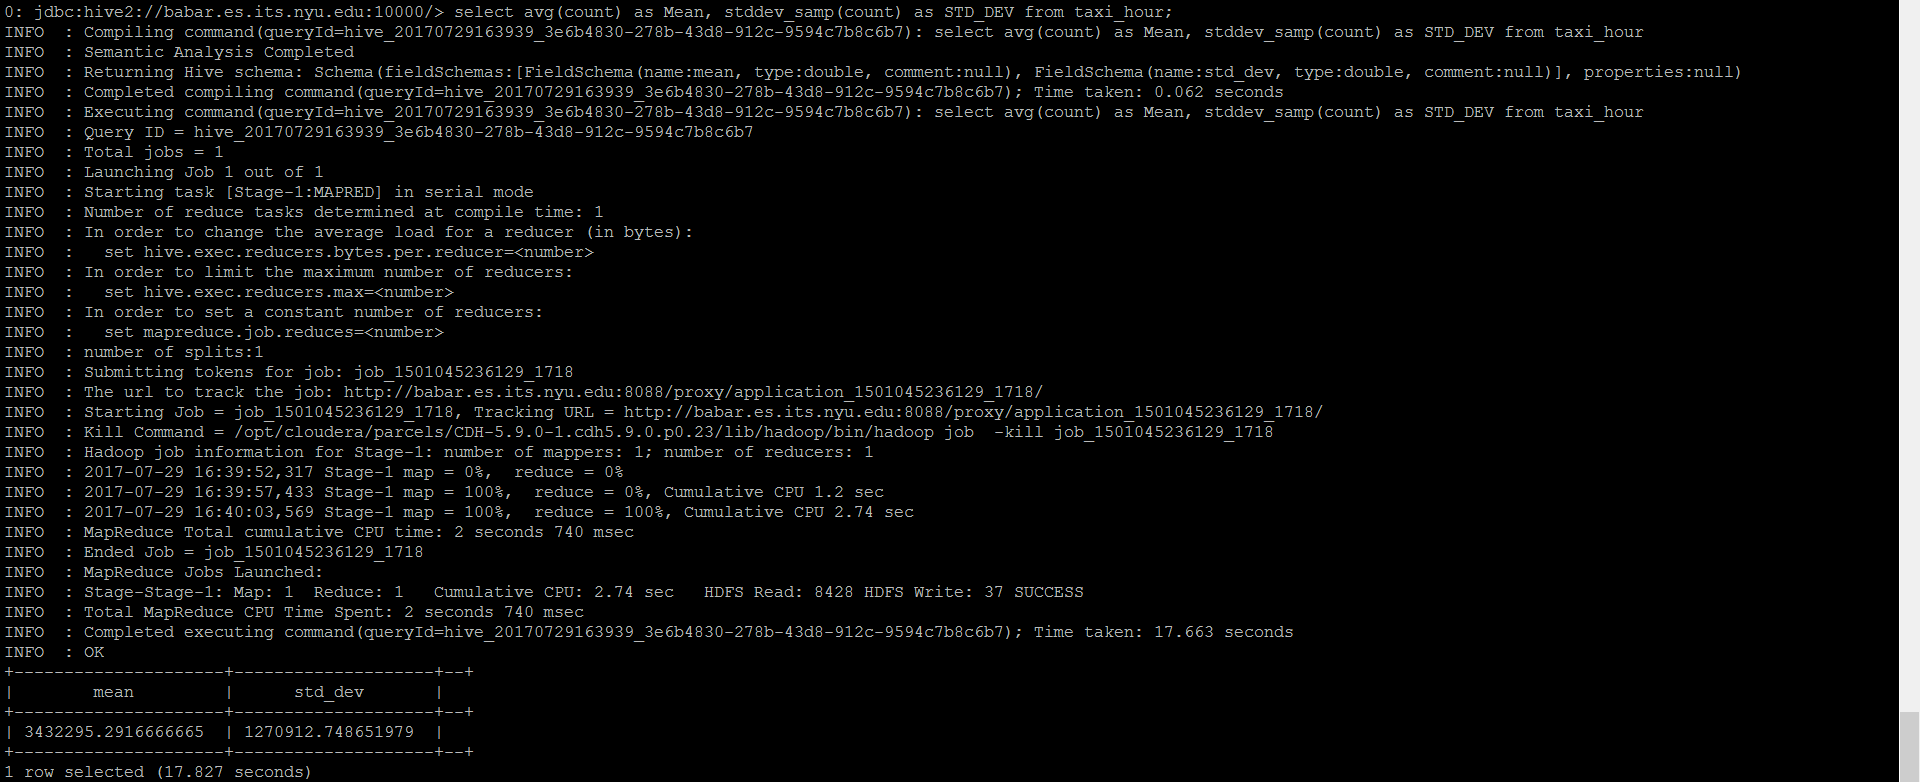 0: jdbc:hive2://babar.es.its.nyu.edu:10000/> select avg(count) as Mean, stddev_samp(count) as STD_DEV from taxi_hour;
INFO  : Compiling command(queryId=hive_20170729163939_3e6b4830-278b-43d8-912c-9594c7b8c6b7): select avg(count) as Mean, stddev_samp(count) as STD_DEV from taxi_hour
INFO  : Semantic Analysis Completed
INFO  : Returning Hive schema: Schema(fieldSchemas:[FieldSchema(name:mean, type:double, comment:null), FieldSchema(name:std_dev, type:double, comment:null)], properties:null)
INFO  : Completed compiling command(queryId=hive_20170729163939_3e6b4830-278b-43d8-912c-9594c7b8c6b7); Time taken: 0.062 seconds
INFO  : Executing command(queryId=hive_20170729163939_3e6b4830-278b-43d8-912c-9594c7b8c6b7): select avg(count) as Mean, stddev_samp(count) as STD_DEV from taxi_hour
INFO  : Query ID = hive_20170729163939_3e6b4830-278b-43d8-912c-9594c7b8c6b7
INFO  : Total jobs = 1
INFO  : Launching Job 1 out of 1
INFO  : Starting task [Stage-1:MAPRED] in serial mode
INFO  : Number of reduce tasks determined at compile time: 1
INFO  : In order to change the average load for a reducer (in bytes):
INFO  :   set hive.exec.reducers.bytes.per.reducer=<number>
INFO  : In order to limit the maximum number of reducers:
INFO  :   set hive.exec.reducers.max=<number>
INFO  : In order to set a constant number of reducers:
INFO  :   set mapreduce.job.reduces=<number>
INFO  : number of splits:1
INFO  : Submitting tokens for job: job_1501045236129_1718
INFO  : The url to track the job: http://babar.es.its.nyu.edu:8088/proxy/application_1501045236129_1718/
INFO  : Starting Job = job_1501045236129_1718, Tracking URL = http://babar.es.its.nyu.edu:8088/proxy/application_1501045236129_1718/
INFO  : Kill Command = /opt/cloudera/parcels/CDH-5.9.0-1.cdh5.9.0.p0.23/lib/hadoop/bin/hadoop job  -kill job_1501045236129_1718
INFO  : Hadoop job information for Stage-1: number of mappers: 1; number of reducers: 1
INFO  : 2017-07-29 16:39:52,317 Stage-1 map = 0%,  reduce = 0%
INFO  : 2017-07-29 16:39:57,433 Stage-1 map = 100%,  reduce = 0%, Cumulative CPU 1.2 sec
INFO  : 2017-07-29 16:40:03,569 Stage-1 map = 100%,  reduce = 100%, Cumulative CPU 2.74 sec
INFO  : MapReduce Total cumulative CPU time: 2 seconds 740 msec
INFO  : Ended Job = job_1501045236129_1718
INFO  : MapReduce Jobs Launched:
INFO  : Stage-Stage-1: Map: 1  Reduce: 1   Cumulative CPU: 2.74 sec   HDFS Read: 8428 HDFS Write: 37 SUCCESS
INFO  : Total MapReduce CPU Time Spent: 2 seconds 740 msec
INFO  : Completed executing command(queryId=hive_20170729163939_3e6b4830-278b-43d8-912c-9594c7b8c6b7); Time taken: 17.663 seconds
INFO  : OK
+---------------------+--------------------+--+
|        mean         |      std_dev       |
+---------------------+--------------------+--+
| 3432295.2916666665  | 1270912.748651979  |
+---------------------+--------------------+--+
1 row selected (17.827 seconds)